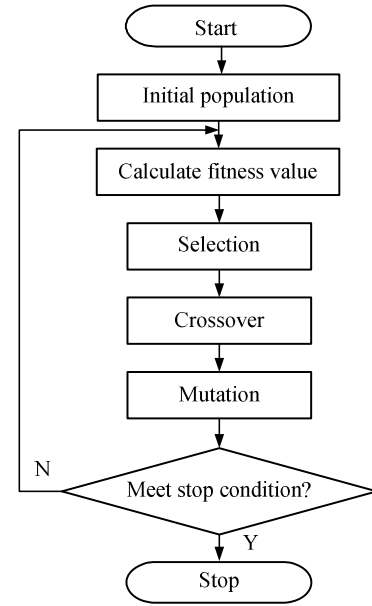 Start
Initial population
Calculate fitness value
Selection
Crossover
Mutation
N
Meet stop condition?
Y
Stop